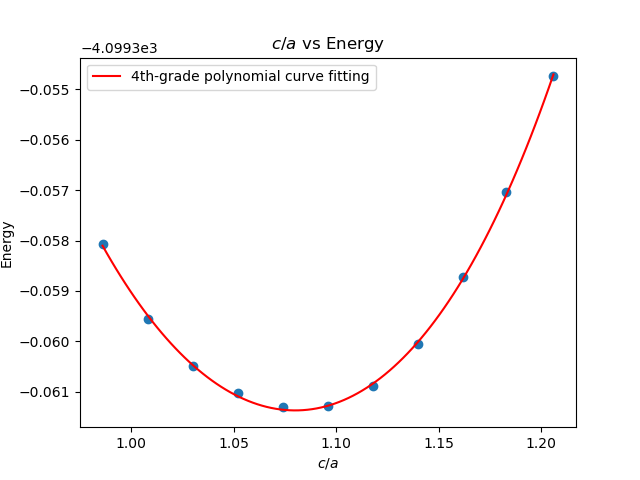 c/a vs Energy
−4.0993e3
4th-grade polynomial curve fitting
−0.055
−0.056
−0.057
−0.058
−0.059
−0.060
−0.061
Energy
1.00 1.05 1.10 1.15 1.20
c/a